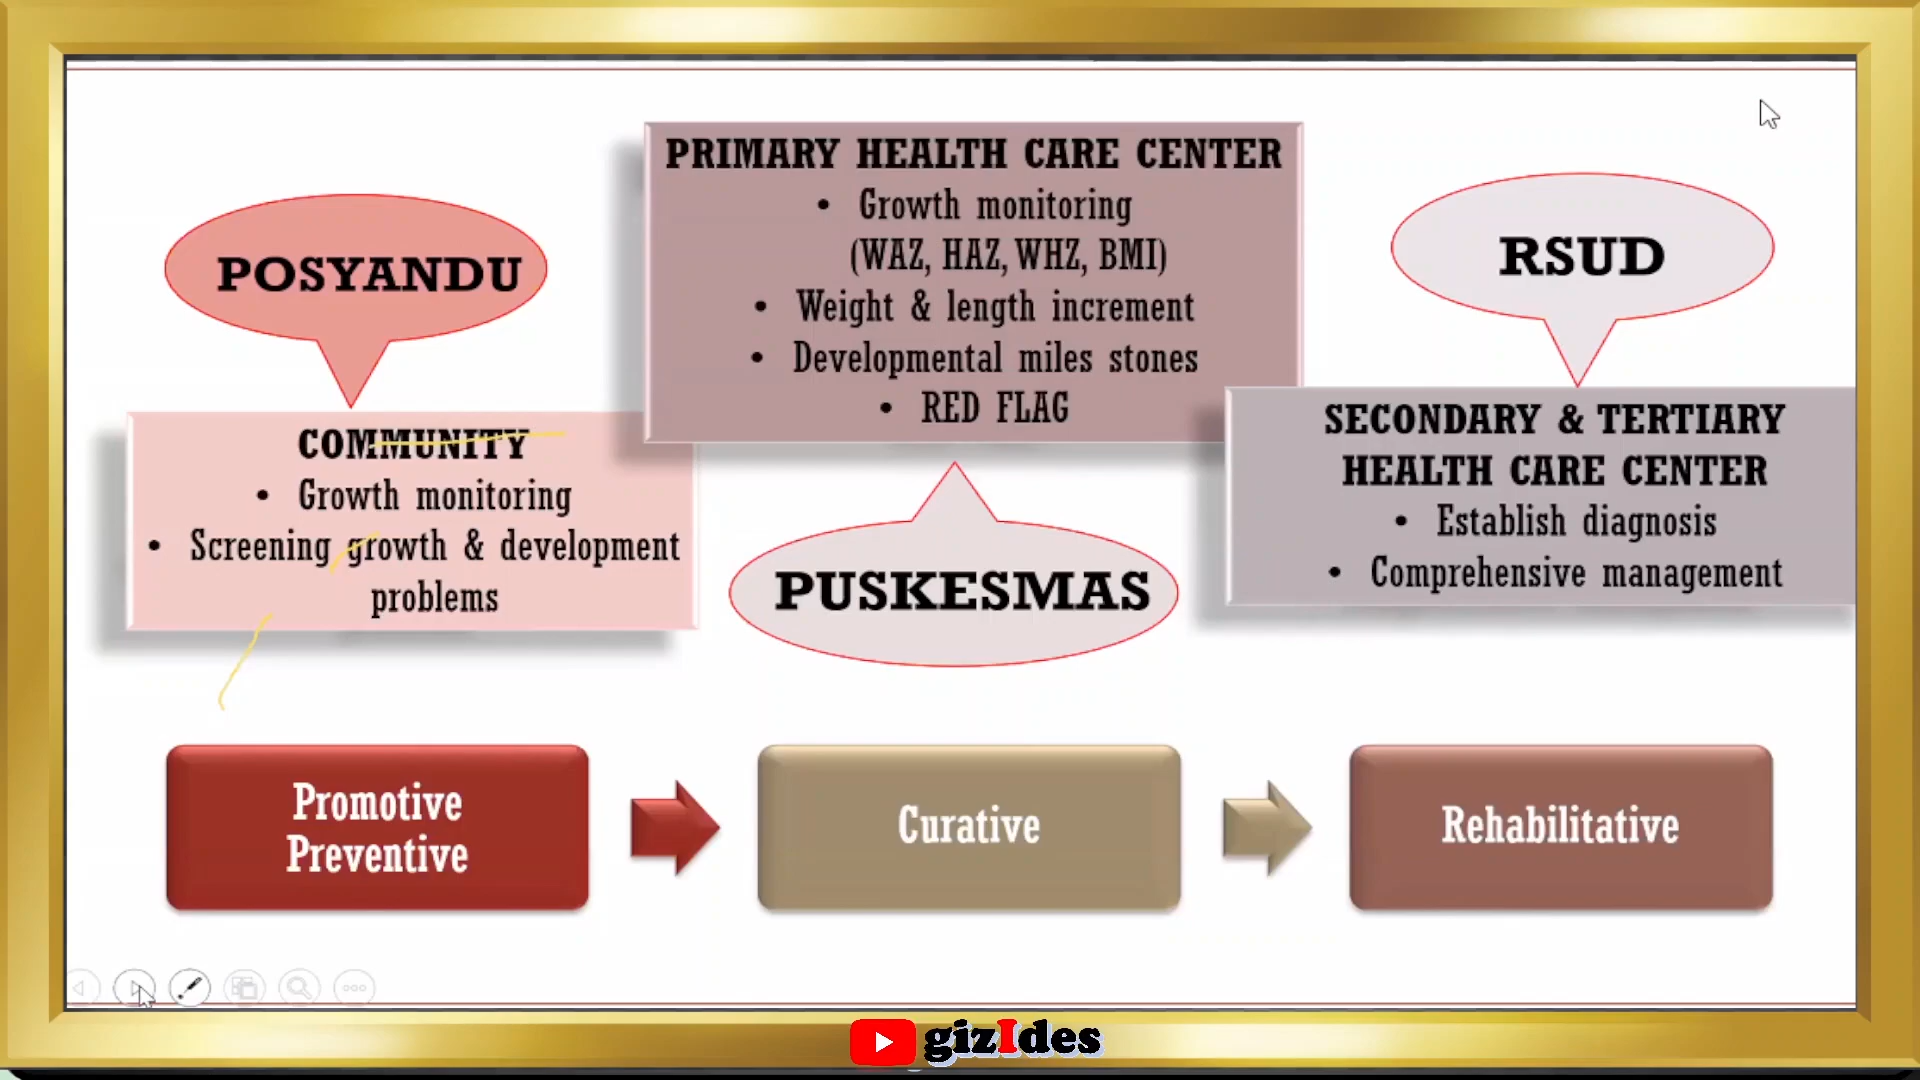 POSYANDU
COMMUNITY
• Growth monitoring
• Screening growth & development
problems
PRIMARY HEALTH CARE CENTER
• Growth monitoring
(WAZ, HAZ, WHZ, BMI)
• Weight & length increment
• Developmental miles stones
• RED FLAG
PUSKESMAS
RSUD
SECONDARY & TERTIARY
HEALTH CARE CENTER
• Establish diagnosis
• Comprehensive management
Promotive
Preventive
Curative
Rehabilitative
gizIdes